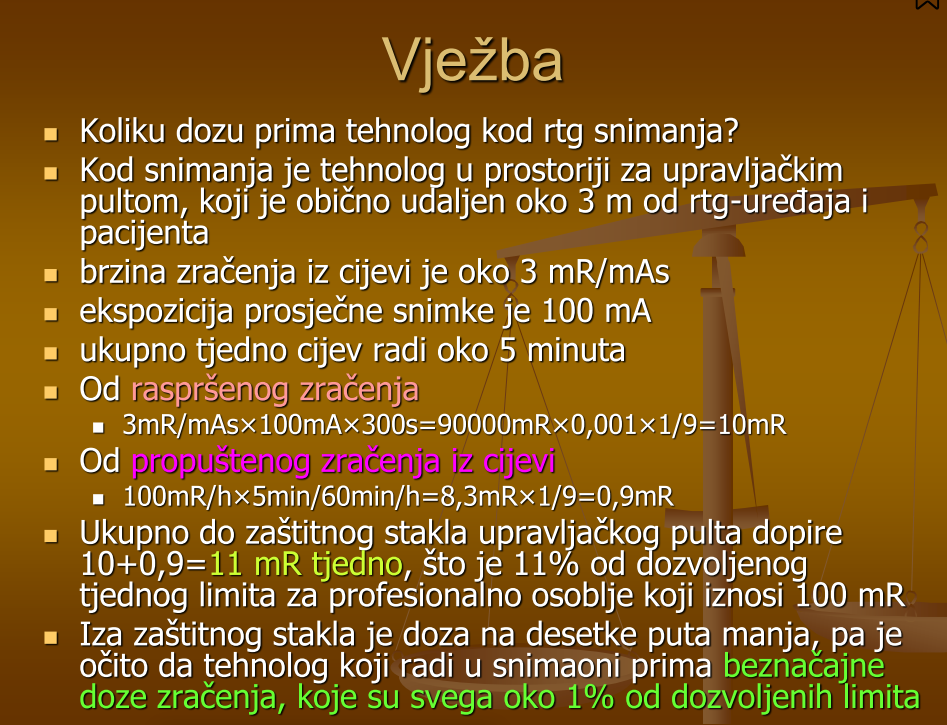 Vježba
Koliku dozu prima tehnolog kod rtg snimanja?
Kod snimanja je tehnolog u prostoriji za upravljačkim
pultom, koji je obično udaljen oko 3 m od rtg-uređaja i
pacijenta
brzina zračenja iz cijevi je oko 3 mR/mAs
ekspozicija prosječne snimke je 100 mA
ukupno tjedno cijev radi oko 5 minuta
Od raspršenog zračenja
3mR/mAs×100mA×300s=90000mR×0,001×1/9=10mR
Od propuštenog zračenja iz cijevi
100mR/h×5min/60min/h=8,3mR×1/9=0,9mR
Ukupno do zaštitnog stakla upravljačkog pulta dopire
10+0,9=11 mR tjedno, što je 11% od dozvoljenog
tjednog limita za profesionalno osoblje koji iznosi 100 mR
Iza zaštitnog stakla je doza na desetke puta manja, pa je
očito da tehnolog koji radi u snimaoni prima beznačajne
doze zračenja, koje su svega oko 1% od dozvoljenih limita